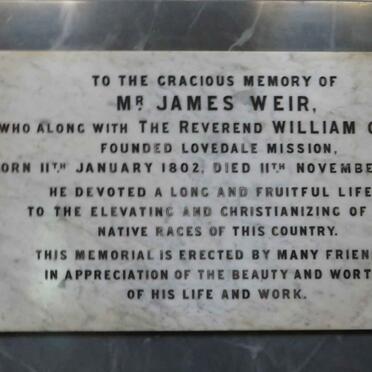 TO THE GRACIOUS MEMORY OF
MR JAMES WEIR,
WHO ALONG WITH THE REVEREND WILLIAM
FOUNDED LOVEDALE MISSION,
ORN 11TH JANUARY 1802, DIED 11TH NOVEMBE
HE DEVOTED A LONG AND FRUITFUL LIFE
TO THE ELEVATING AND CHRISTIANIZING OF
NATIVE RACES OF THIS COUNTRY.
THIS MEMORIAL IS ERECTED BY MANY FRIEN
IN APPRECIATION OF THE BEAUTY AND WORT
OF HIS LIFE AND WORK.